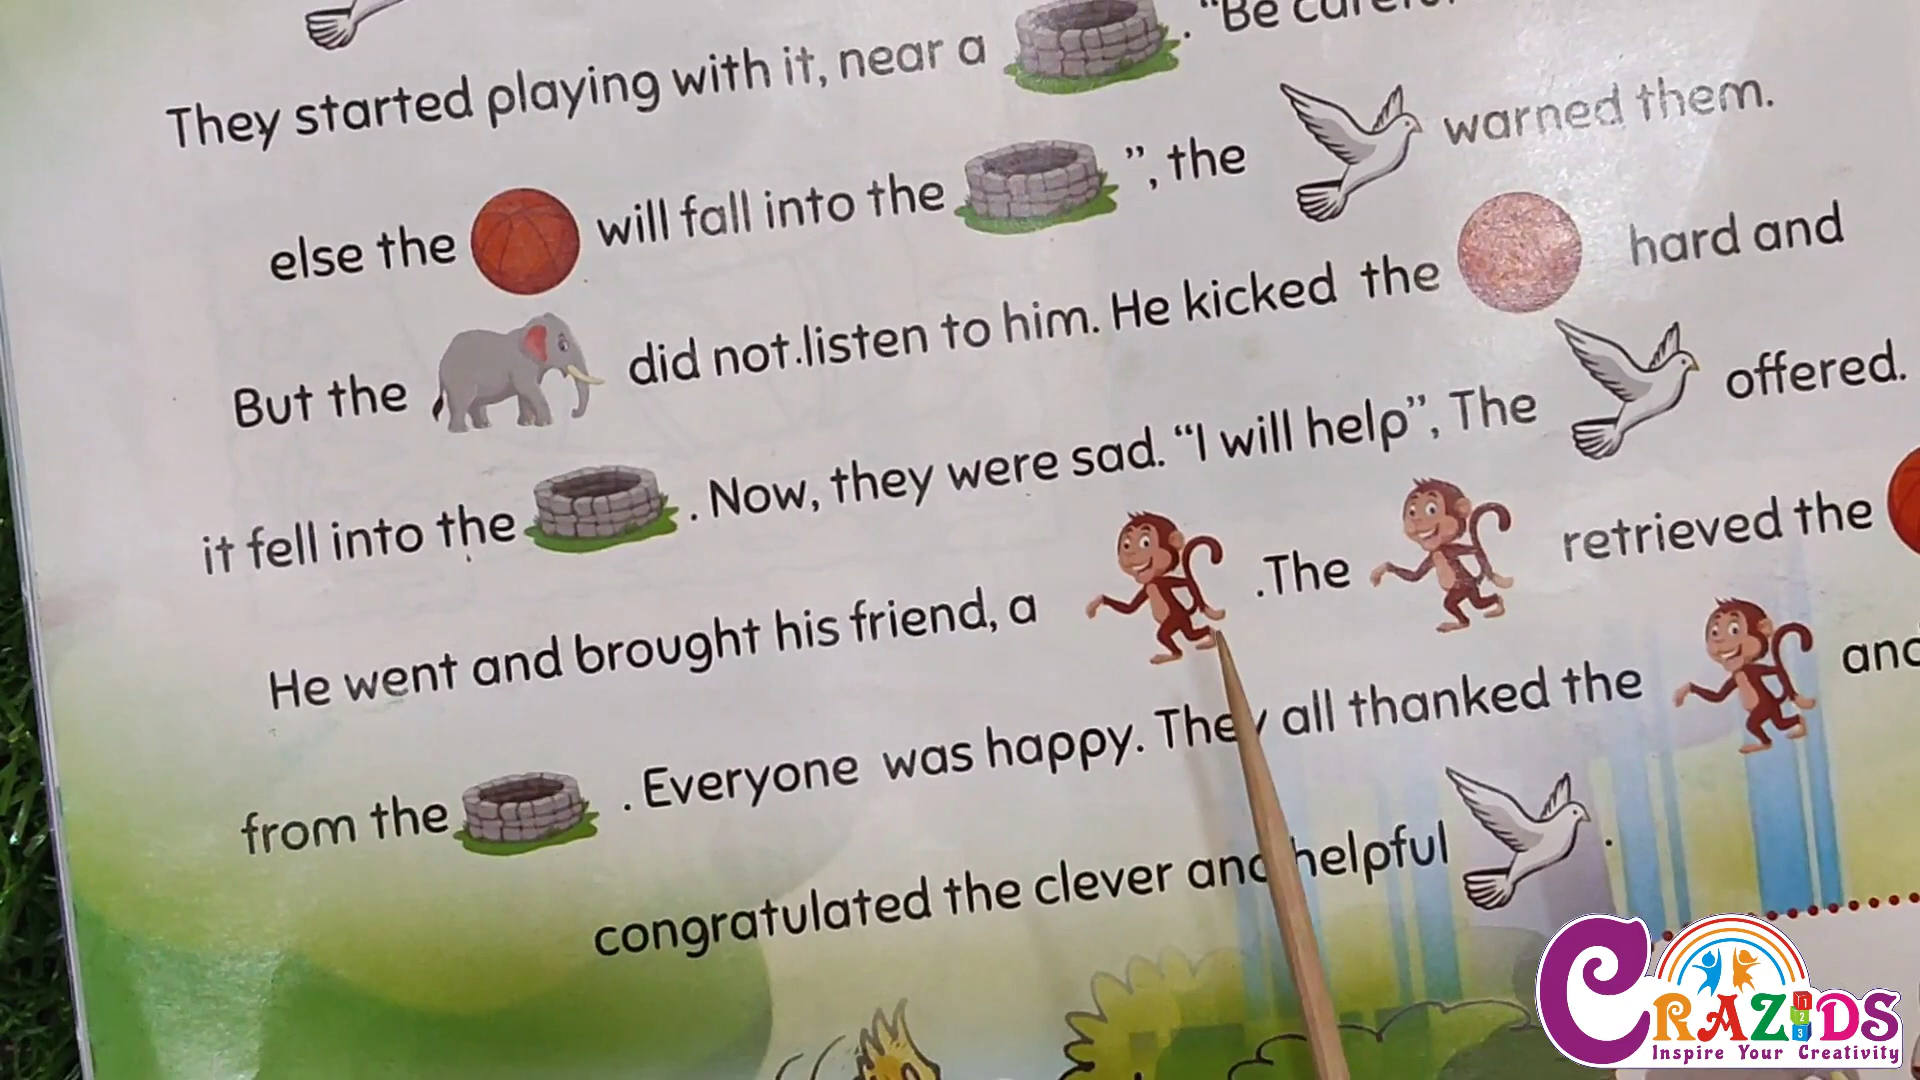 They started playing with it, near a . "Be
else the will fall into the ", the warned them.
But the did not.listen to him. He kicked the hard and
it fell into the . Now, they were sad. "I will help", The offered.
He went and brought his friend, a .The retrieved the
from the . Everyone was happy. They all thanked the and
congratulated the clever and helpful .
CRAZiDS
Inspire Your Creativity